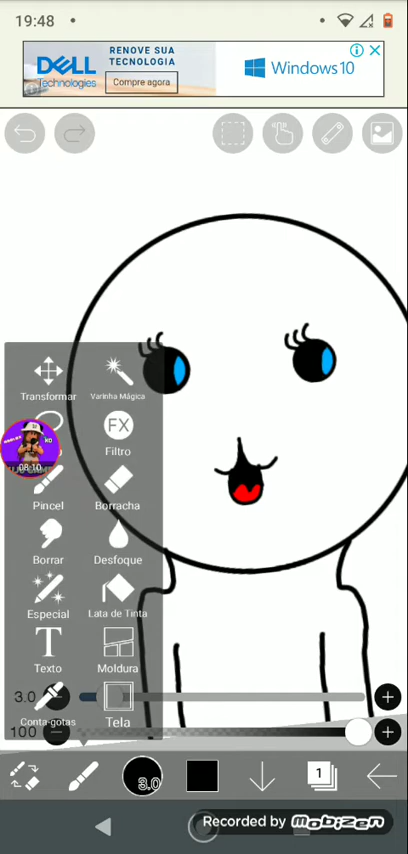 19:48
RENOVE SUA
TECNOLOGIA
DELL
Technologies
Compre agora
Windows 10
Transformar
Varinha Mágica
FX
Filtro
08:10
Pincel
Borracha
Borrar
Desfoque
Especial
Lata de Tinta
T
Texto
Moldura
3.0
Conta-gotas
Tela
100
3.0
1
Recorded by MOBIZEN